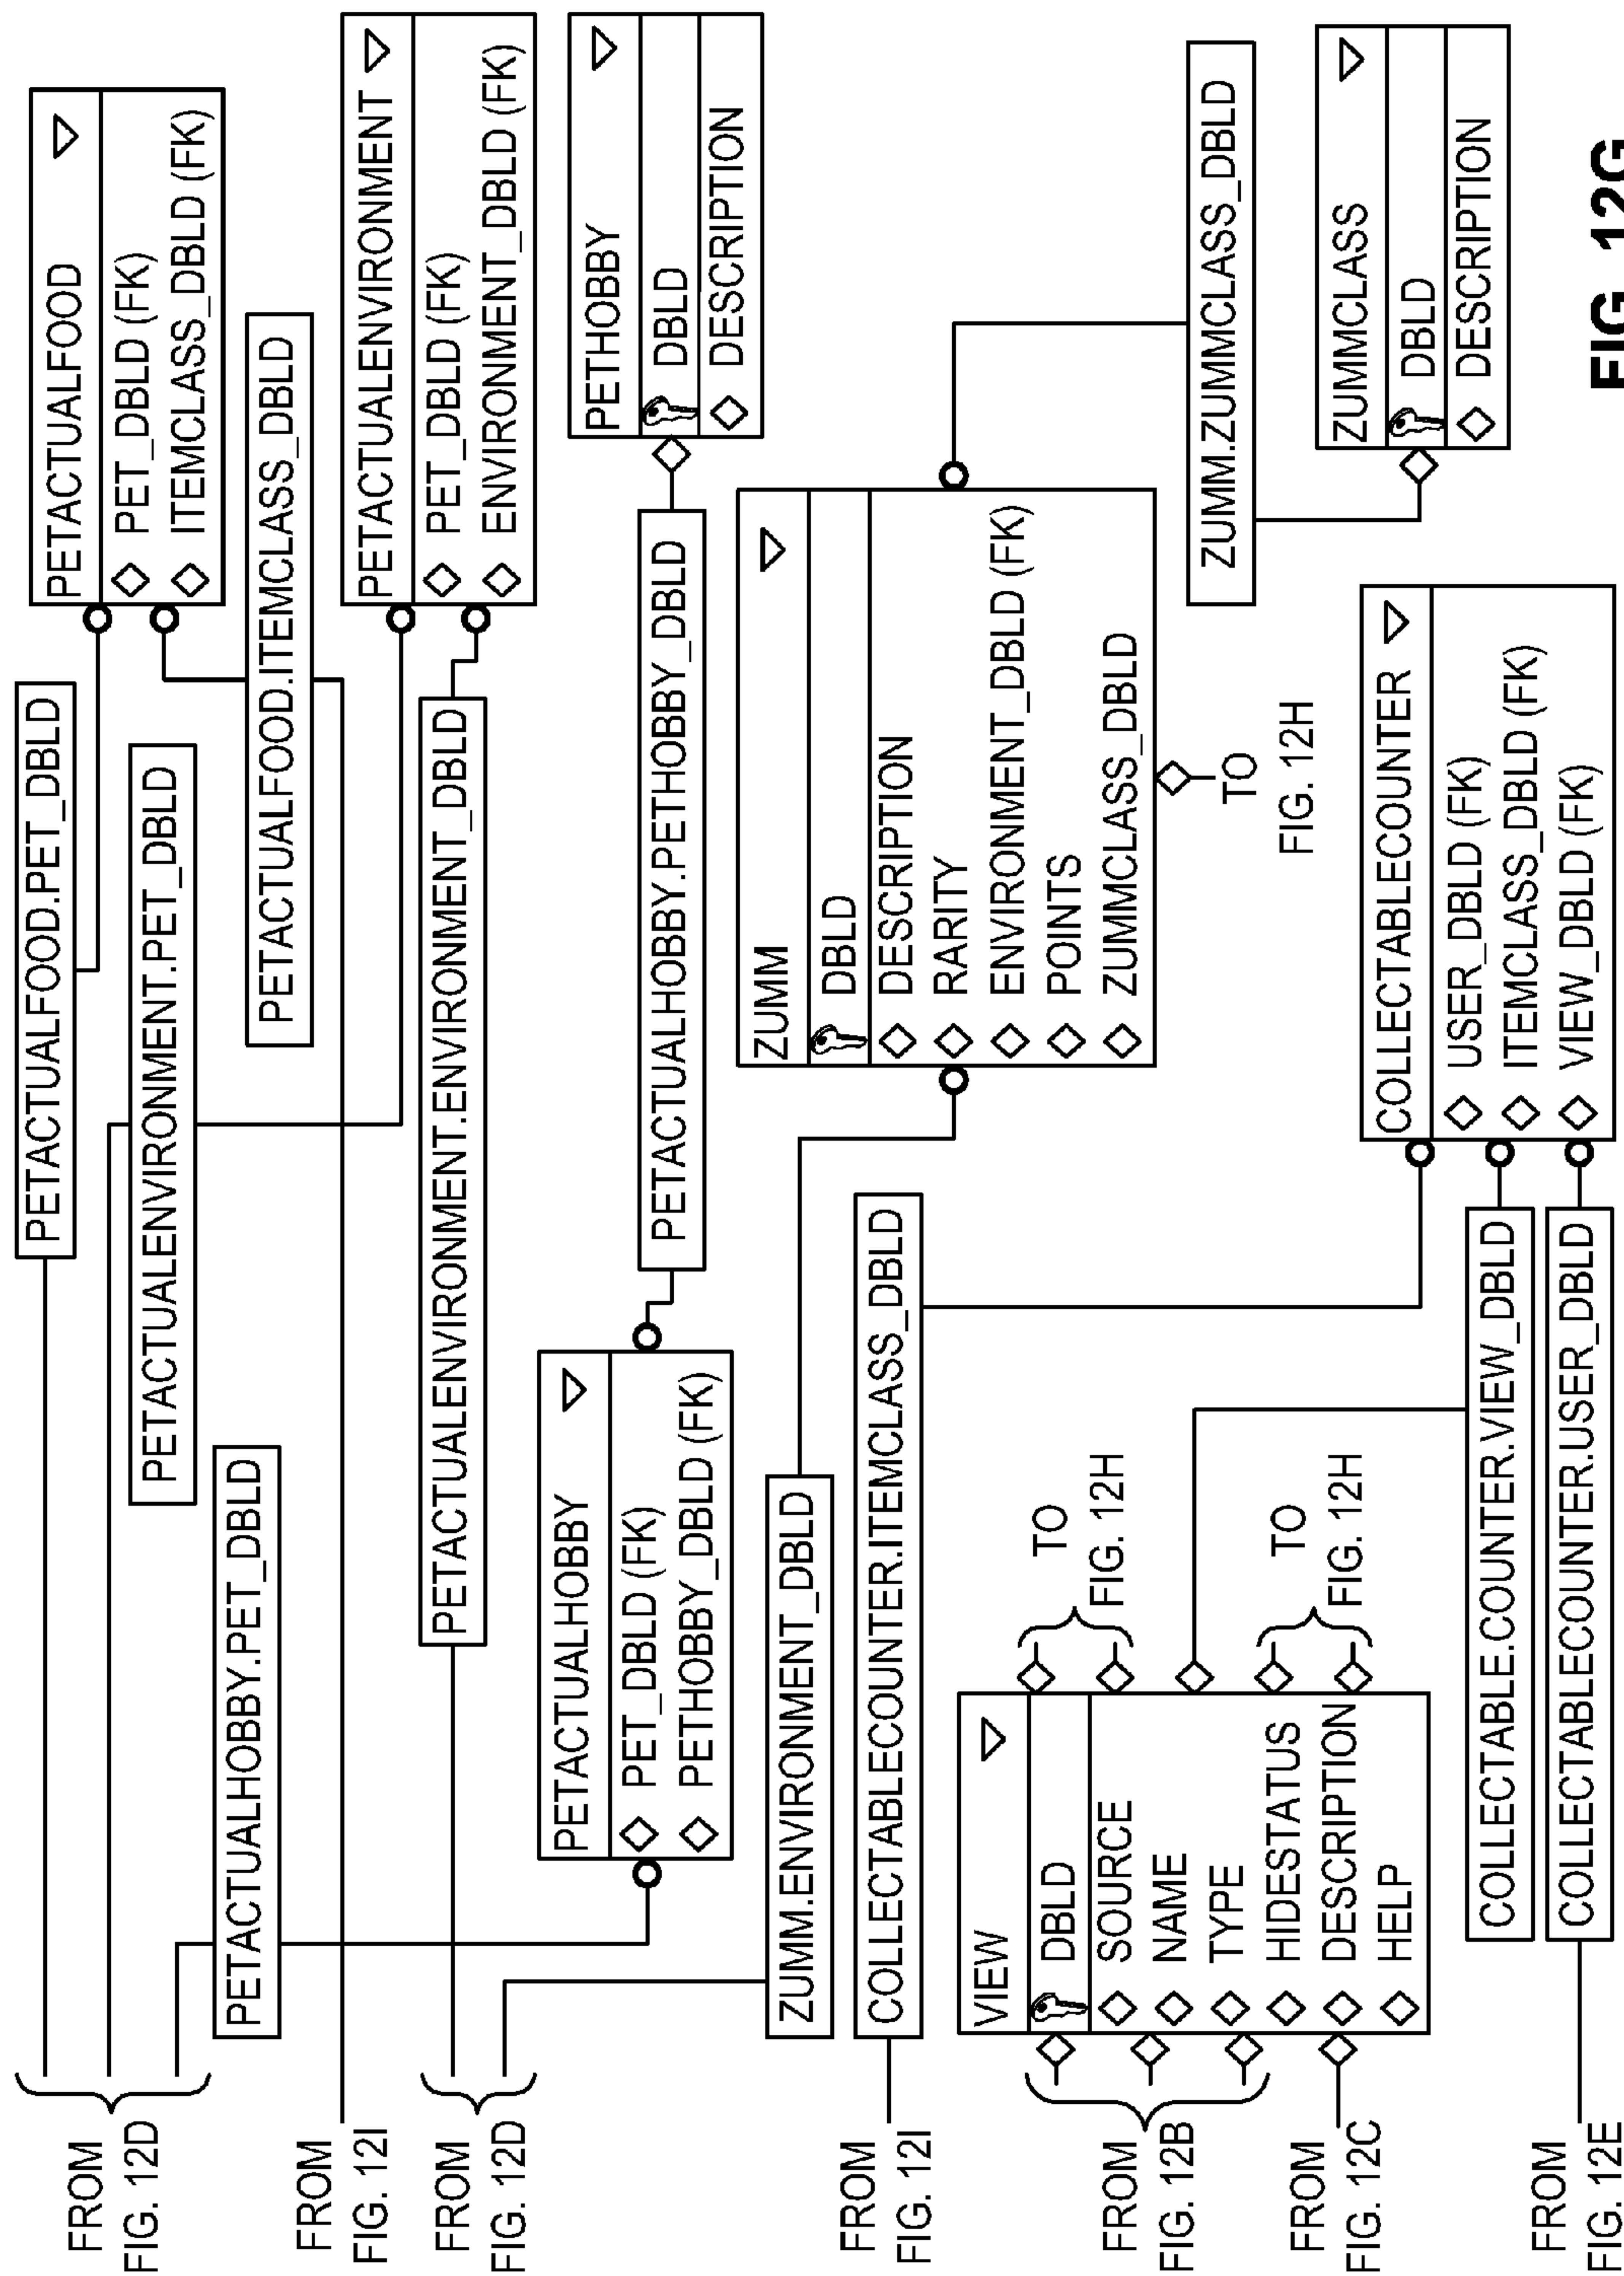 FROM
FIG. 12D
PETACTUALFOOD.PET_DBLD
PETACTUALFOOD
PET_DBLD (FK)
ITEMCLASS_DBLD (FK)
PETACTUALENVIRONMENT.PET_DBLD
PETACTUALHOBBY.PET_DBLD
PETACTUALFOOD.ITEMCLASS_DBLD
FROM
FIG. 12I
PETACTUALENVIRONMENT
PET_DBLD (FK)
ENVIRONMENT_DBLD (FK)
FROM
FIG. 12D
PETACTUALENVIRONMENT.ENVIRONMENT_DBLD
PETACTUALHOBBY
PET_DBLD (FK)
PETHOBBY_DBLD (FK)
PETACTUALHOBBY.PETHOBBY_DBLD
PETHOBBY
DBLD
DESCRIPTION
ZUMM.ENVIRONMENT_DBLD
ZUMM
DBLD
DESCRIPTION
RARITY
ENVIRONMENT_DBLD (FK)
POINTS
ZUMMCLASS_DBLD
TO
FIG. 12H
FROM
FIG. 12I
COLLECTABLECOUNTER.ITEMCLASS_DBLD
ZUMM.ZUMMCLASS_DBLD
ZUMMCLASS
DBLD
DESCRIPTION
FROM
FIG. 12B
FROM
FIG. 12C
VIEW
DBLD
SOURCE
NAME
TYPE
HIDESTATUS
DESCRIPTION
HELP
TO
FIG. 12H
TO
FIG. 12H
COLLECTABLECOUNTER
USER_DBLD (FK)
ITEMCLASS_DBLD (FK)
VIEW_DBLD (FK)
COLLECTABLE.COUNTER.VIEW_DBLD
FROM
FIG. 12E
COLLECTABLECOUNTER.USER_DBLD
FIG. 12G